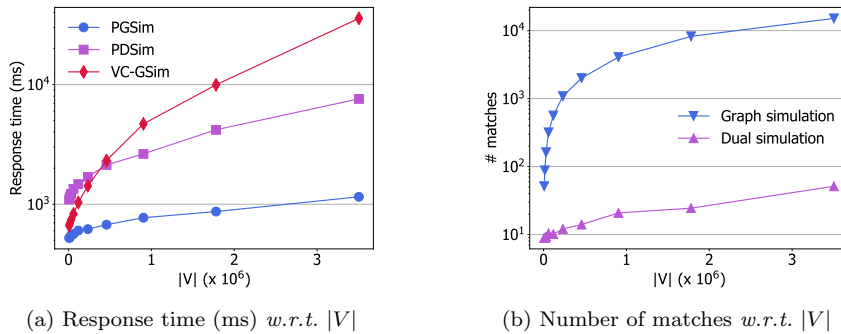 PGSim
PDSim
VC-GSim
Response time (ms)
10^4
10^3
0 1 2 3
|V| (x 10^6)
(a) Response time (ms) w.r.t. |V|
Graph simulation
Dual simulation
# matches
10^4
10^3
10^2
10^1
0 1 2 3
|V| (x 10^6)
(b) Number of matches w.r.t. |V|